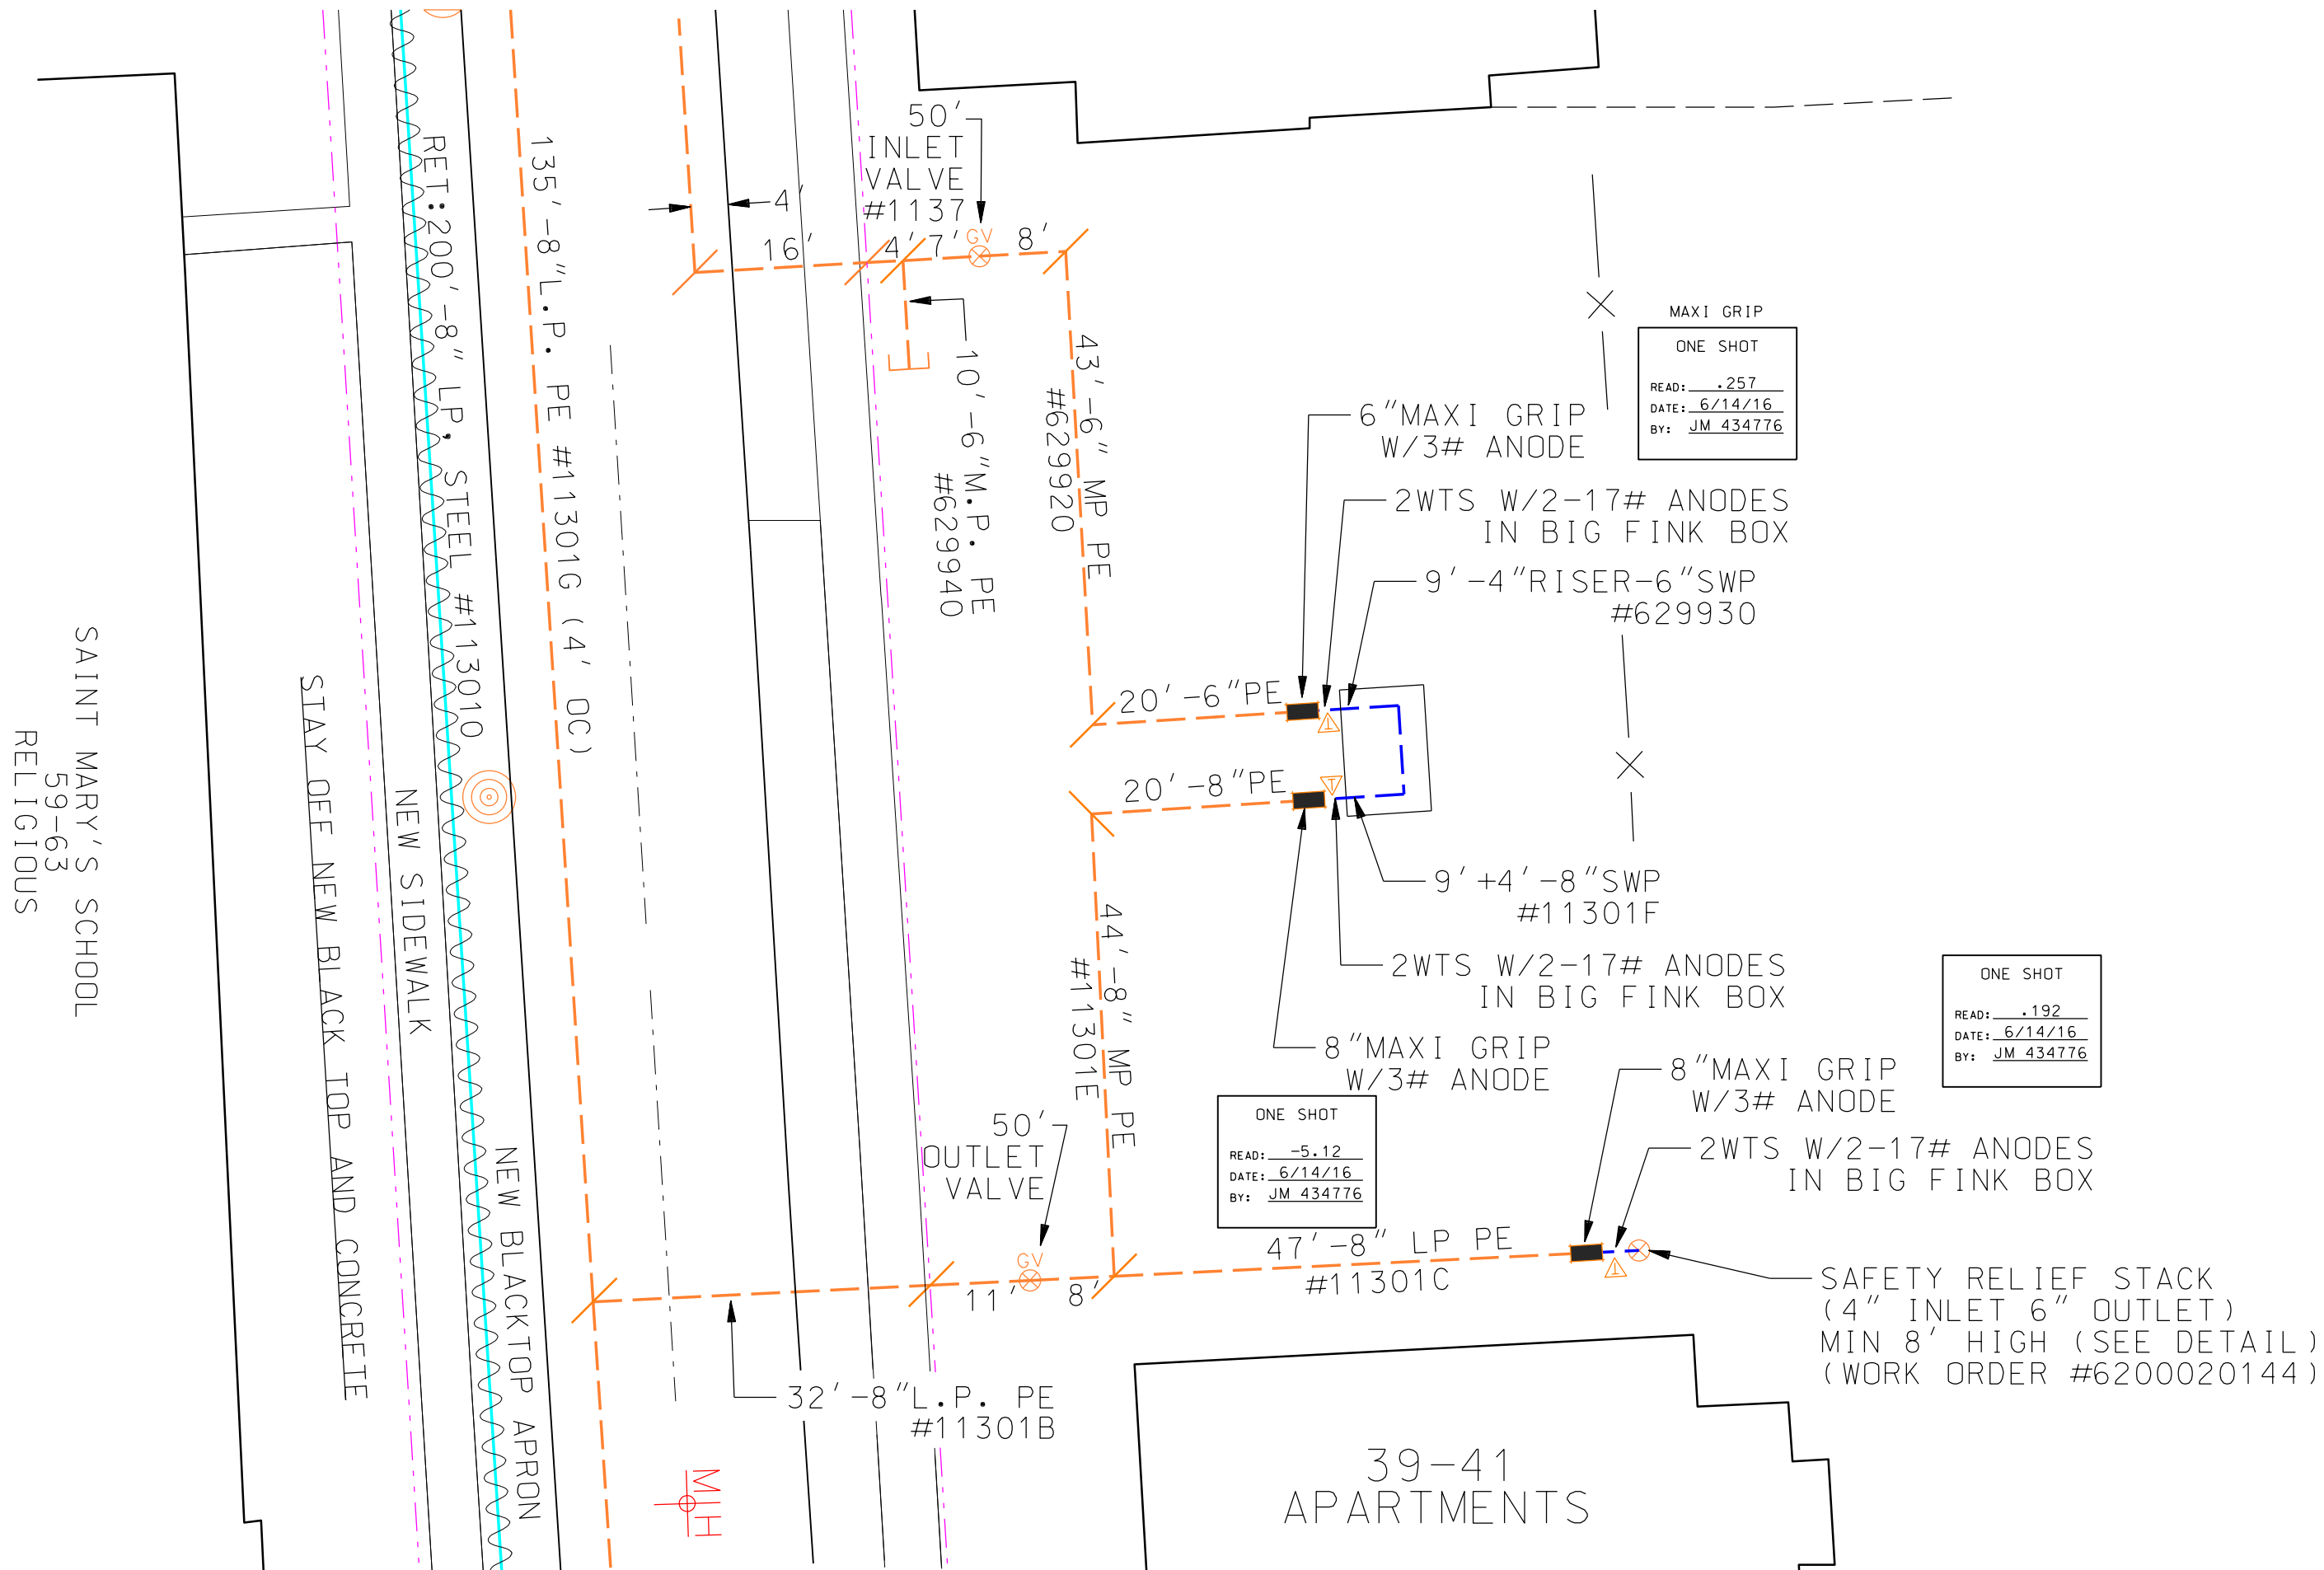 50'
INLET
VALVE
#1137
4'
16'
4'
7'
GV
8'
RET:200'-8" LP, STEEL #113010
135'-8"L.P. PE #11301G (4' OC)
10'-6"M.P. PE
#629940
43'-6" MP PE
#629920
MAXI GRIP
ONE SHOT
READ: .257
DATE: 6/14/16
BY: JM 434776
6"MAXI GRIP
W/3# ANODE
2WTS W/2-17# ANODES
IN BIG FINK BOX
9'-4"RISER-6"SWP
#629930
20'-6"PE
20'-8"PE
9'+4'-8"SWP
#11301F
2WTS W/2-17# ANODES
IN BIG FINK BOX
8"MAXI GRIP
W/3# ANODE
SAINT MARY'S SCHOOL
59-63
RELIGIOUS
STAY OFF NEW BLACK TOP AND CONCRETE
NEW SIDEWALK
NEW BLACKTOP APRON
44'-8" MP PE
#11301E
ONE SHOT
READ: .192
DATE: 6/14/16
BY: JM 434776
8"MAXI GRIP
W/3# ANODE
2WTS W/2-17# ANODES
IN BIG FINK BOX
ONE SHOT
READ: -5.12
DATE: 6/14/16
BY: JM 434776
50'
OUTLET
VALVE
GV
11'
8'
47'-8" LP PE
#11301C
SAFETY RELIEF STACK
(4" INLET 6" OUTLET)
MIN 8' HIGH (SEE DETAIL)
(WORK ORDER #6200020144)
32'-8"L.P. PE
#11301B
MH
39-41
APARTMENTS